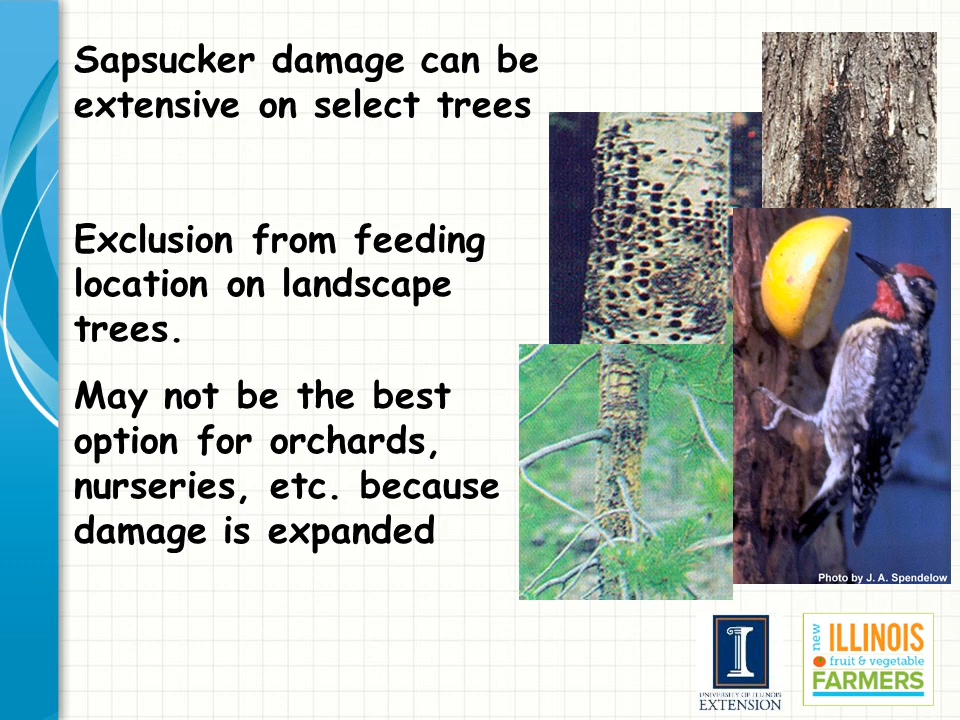 Sapsucker damage can be
extensive on select trees
Exclusion from feeding
location on landscape
trees.
May not be the best
option for orchards,
nurseries, etc. because
damage is expanded
Photo by J. A. Spendelow
I
UNIVERSITY OF ILLINOIS
EXTENSION
new
ILLINOIS
fruit & vegetable
FARMERS